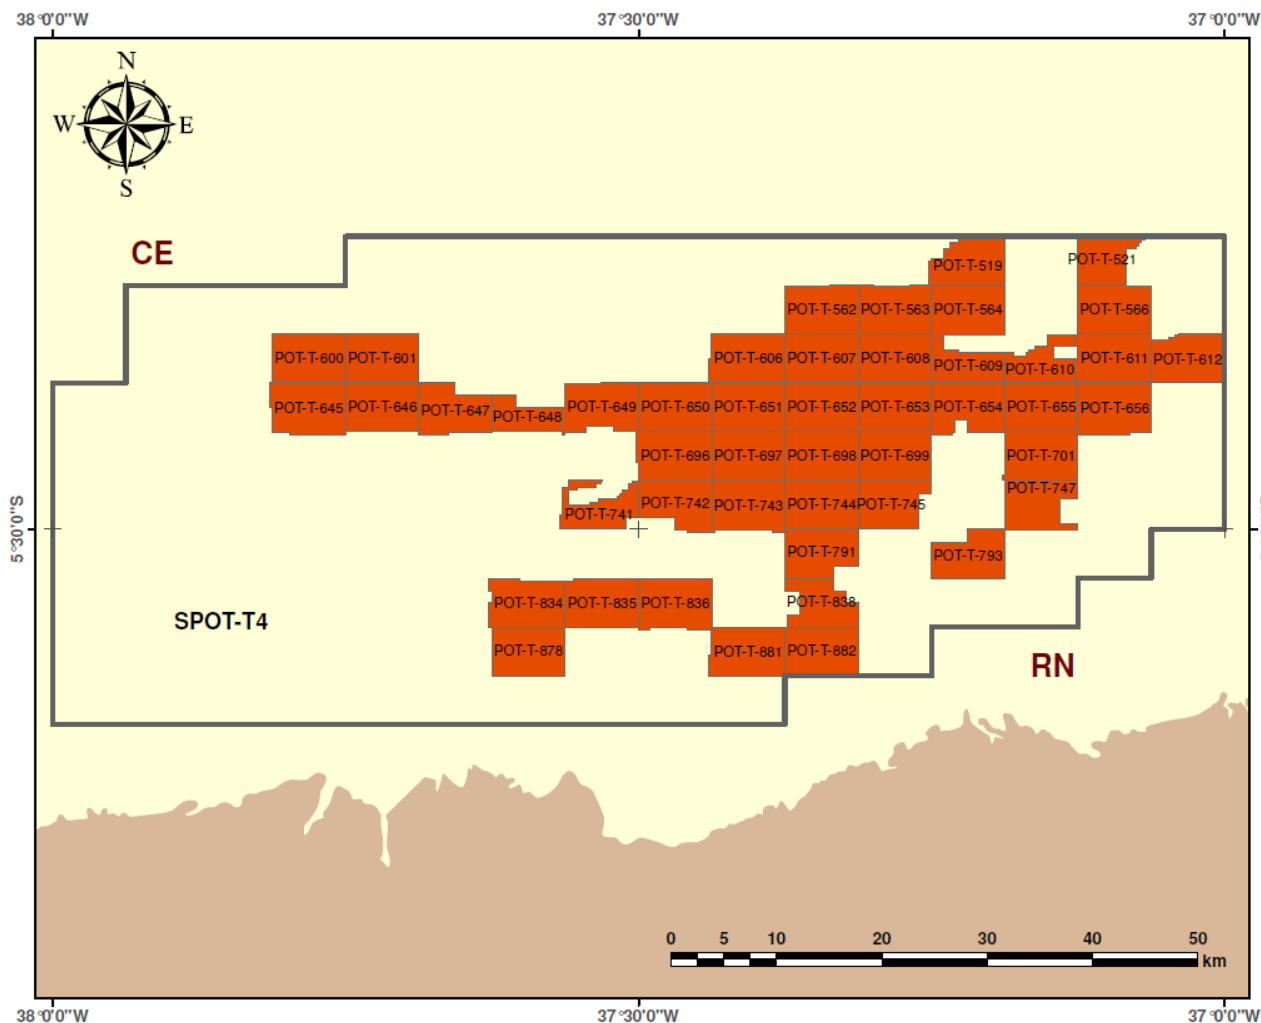 38°0'0"W 37°30'0"W 37°0'0"W
N
W E
S
CE
POT-T-519 POT-T-521
POT-T-562 POT-T-563 POT-T-564 POT-T-566
POT-T-600 POT-T-601 POT-T-606 POT-T-607 POT-T-608 POT-T-609 POT-T-610 POT-T-611 POT-T-612
POT-T-645 POT-T-646 POT-T-647 POT-T-648 POT-T-649 POT-T-650 POT-T-651 POT-T-652 POT-T-653 POT-T-654 POT-T-655 POT-T-656
POT-T-696 POT-T-697 POT-T-698 POT-T-699 POT-T-701
POT-T-741 POT-T-742 POT-T-743 POT-T-744 POT-T-745 POT-T-747
5°30'0"S
POT-T-791 POT-T-793
POT-T-834 POT-T-835 POT-T-836 POT-T-838
SPOT-T4
POT-T-878 POT-T-881 POT-T-882
RN
0 5 10 20 30 40 50
km
38°0'0"W 37°30'0"W 37°0'0"W